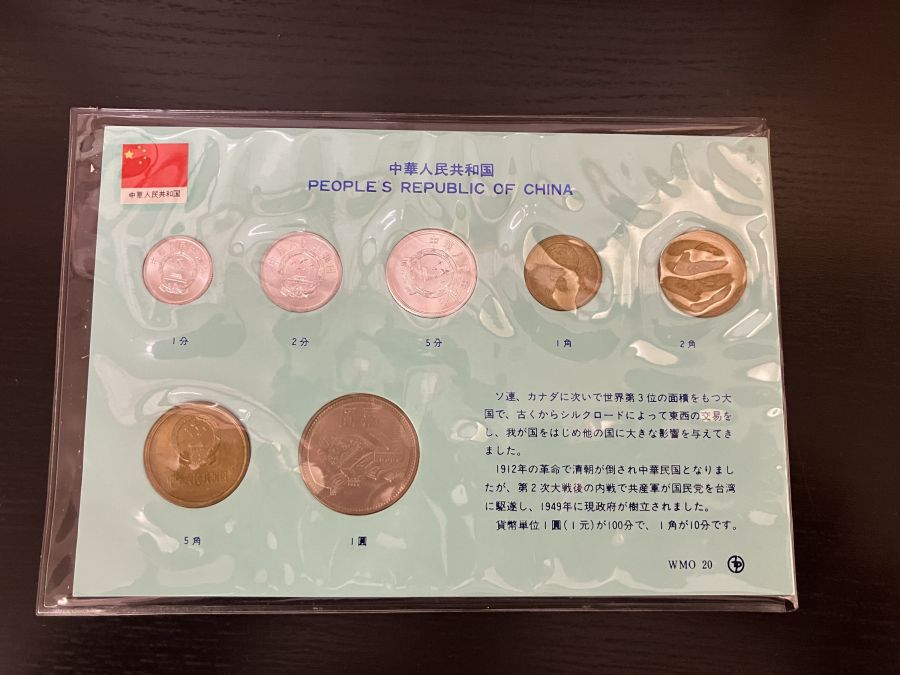 中華人民共和国
PEOPLE'S REPUBLIC OF CHINA
中華人民共和国
1分
2分
5分
1角
2角
5角
1圓
ソ連、カナダに次いで世界第3位の面積をもつ大
国で、古くからシルクロードによって東西の交易を
し、我が国をはじめ他の国に大きな影響を与えてき
ました。
1912年の革命で清朝が倒され中華民国となりまし
たが、第2次大戦後の内戦で共産軍が国民党を台湾
に駆逐し、1949年に現政府が樹立されました。
貨幣単位1圓(1元)が100分で、1角が10分です。
WMO 20